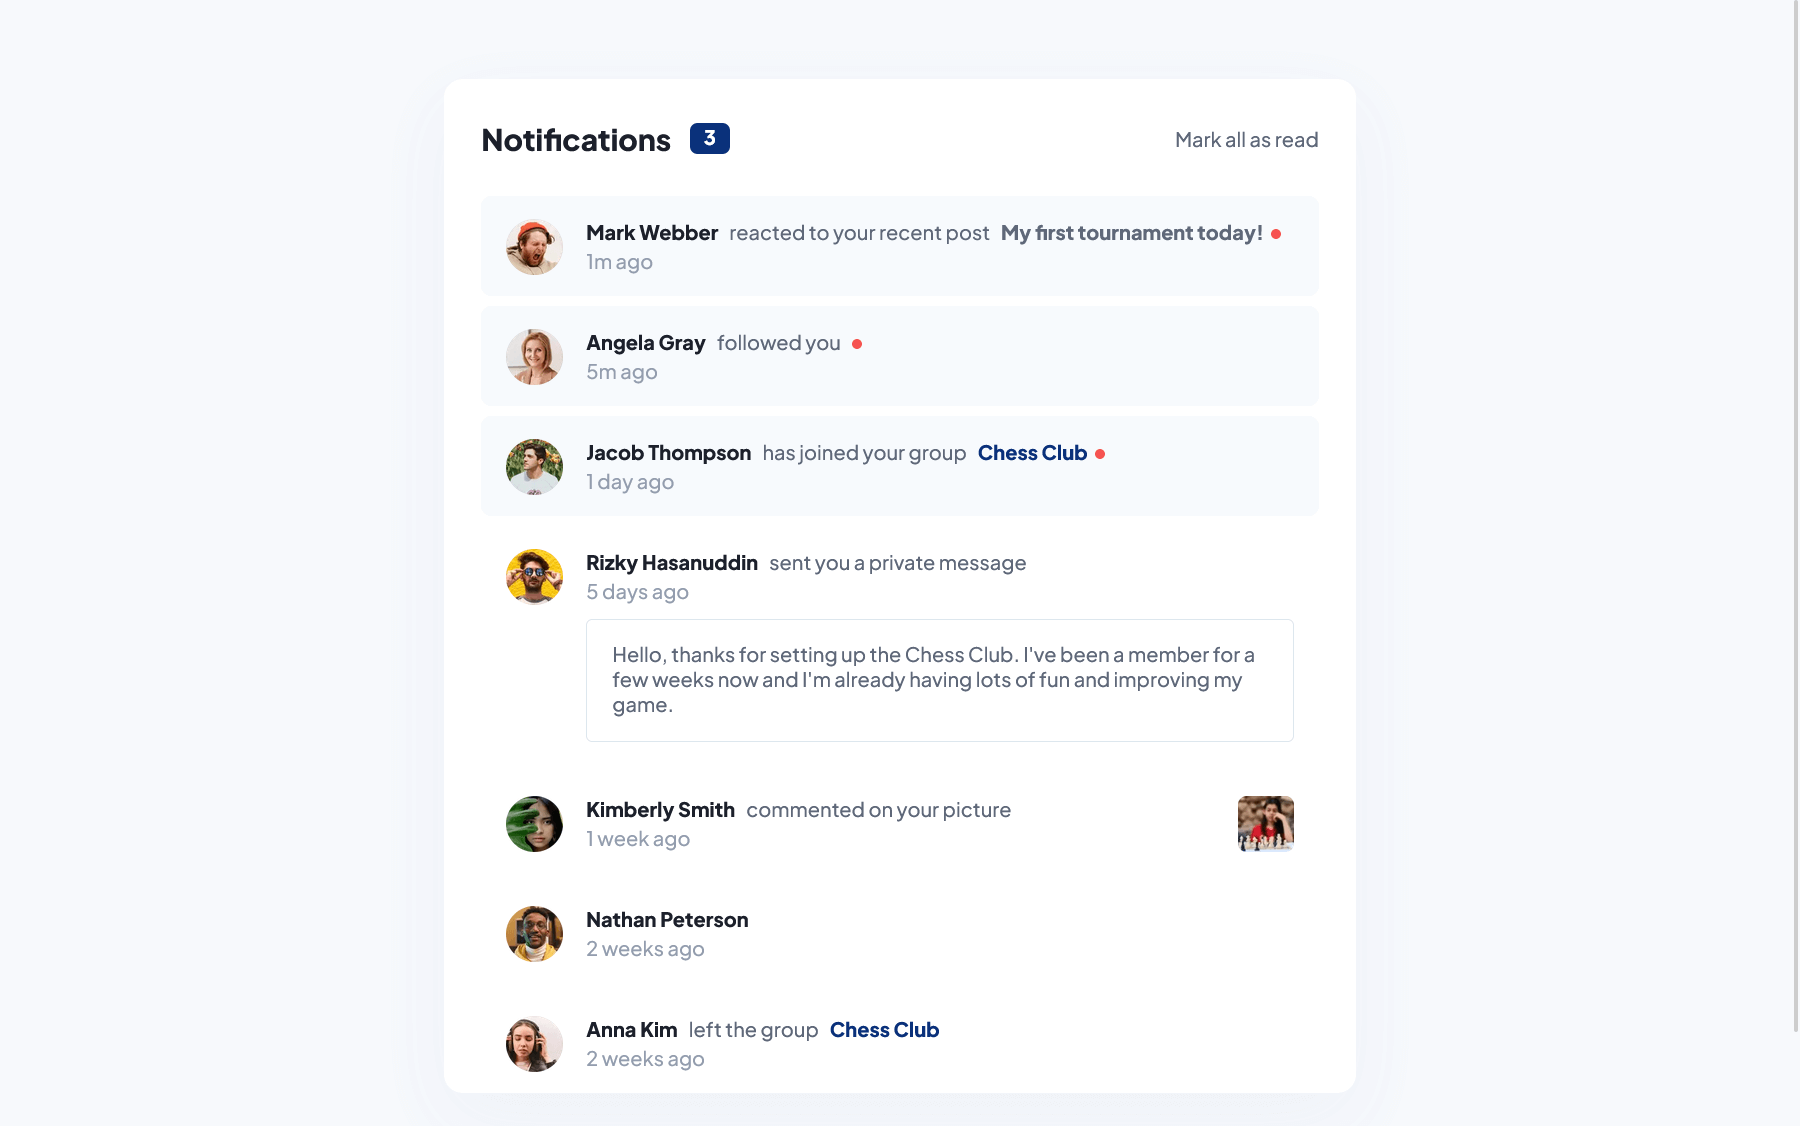 Notifications 3 Mark all as read
Mark Webber reacted to your recent post My first tournament today!
1m ago
Angela Gray followed you
5m ago
Jacob Thompson has joined your group Chess Club
1 day ago
Rizky Hasanuddin sent you a private message
5 days ago
Hello, thanks for setting up the Chess Club. I've been a member for a
few weeks now and I'm already having lots of fun and improving my
game.
Kimberly Smith commented on your picture
1 week ago
Nathan Peterson
2 weeks ago
Anna Kim left the group Chess Club
2 weeks ago